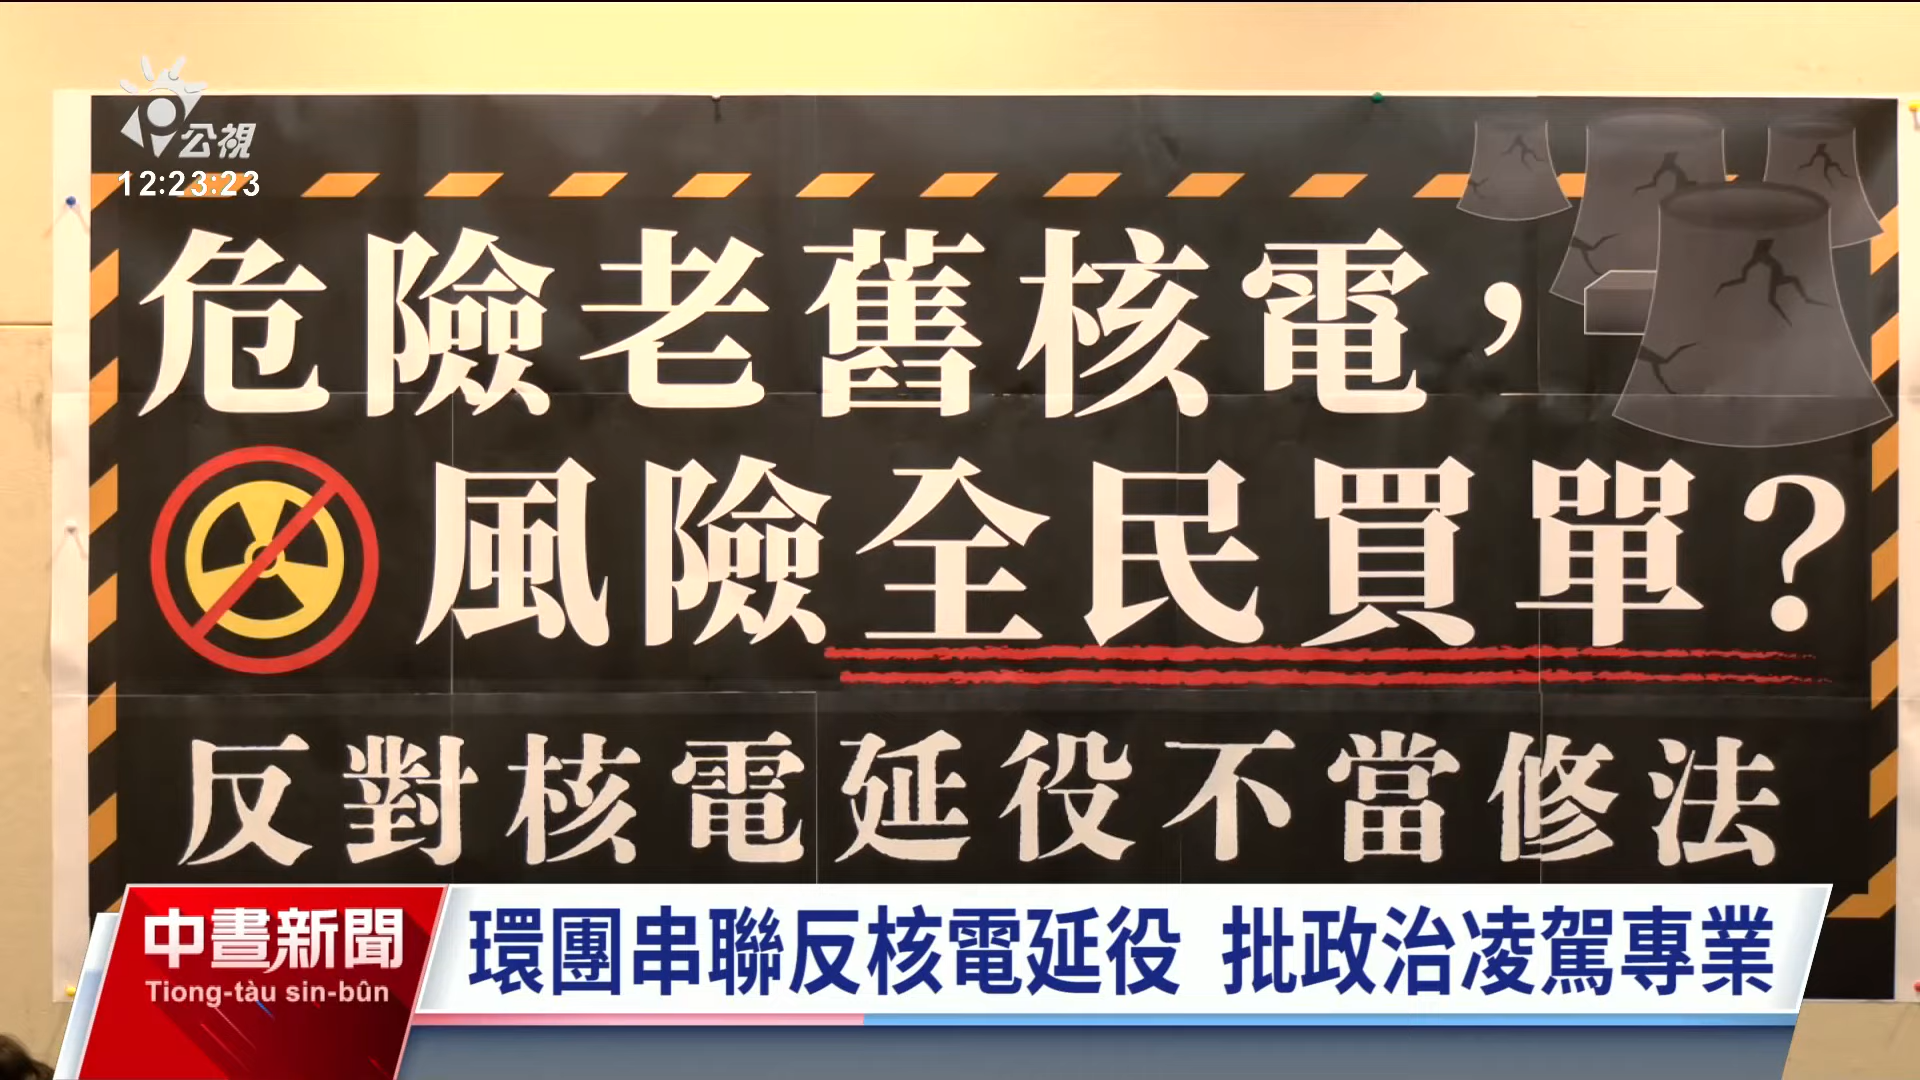 公視
12:23:23
危險老舊核電，
風險全民買單？
反對核電延役不當修法
中晝新聞
Tiong-tàu sin-bûn
環團串聯反核電延役 批政治凌駕專業